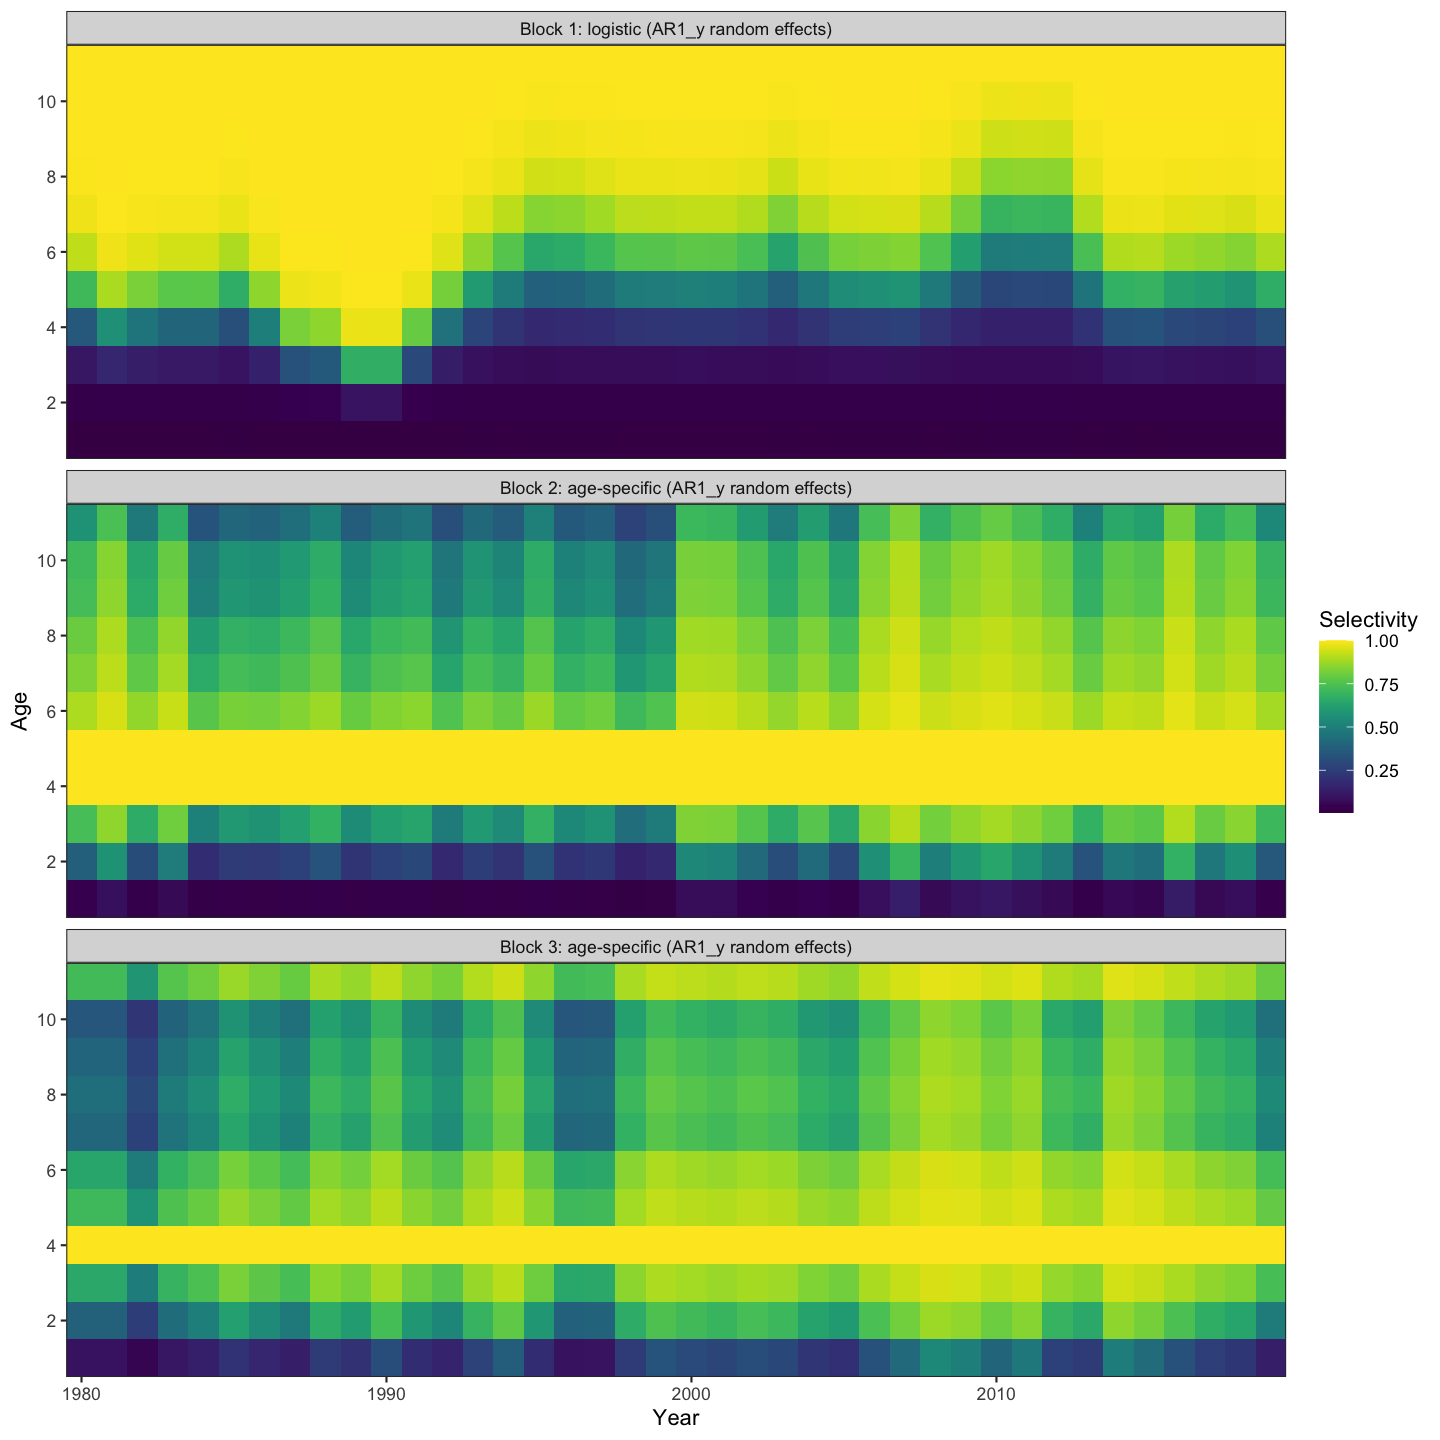 Block 1: logistic (AR1_y random effects)
10
8
6
4
2
Block 2: age-specific (AR1_y random effects)
10
8
6
4
2
Age
Block 3: age-specific (AR1_y random effects)
10
8
6
4
2
1980 1990 2000 2010
Year
Selectivity
1.00
0.75
0.50
0.25